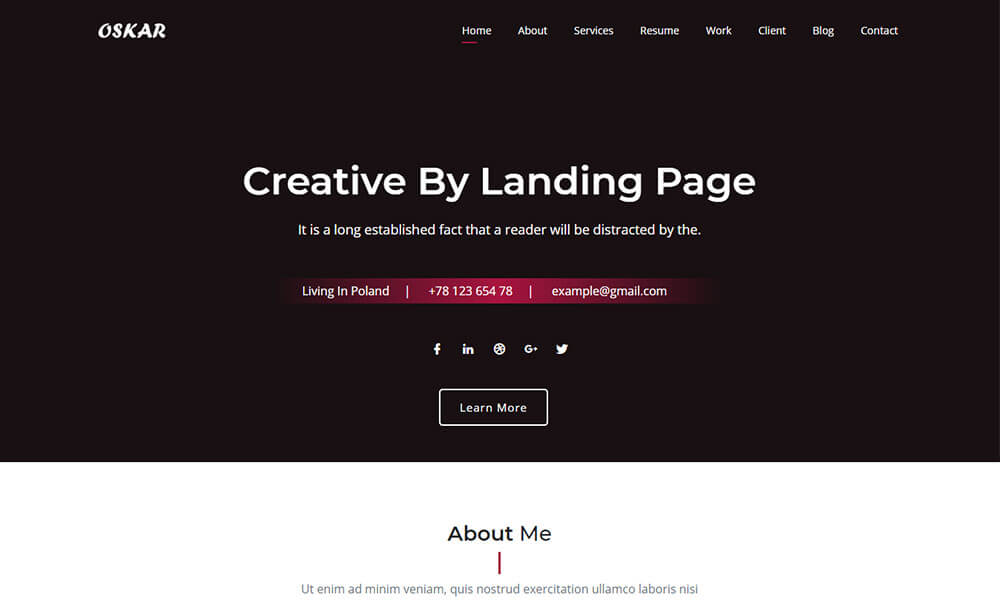 OSKAR
Home About Services Resume Work Client Blog Contact
Creative By Landing Page
It is a long established fact that a reader will be distracted by the.
Living In Poland | +78 123 654 78 | example@gmail.com
Learn More
About Me
Ut enim ad minim veniam, quis nostrud exercitation ullamco laboris nisi